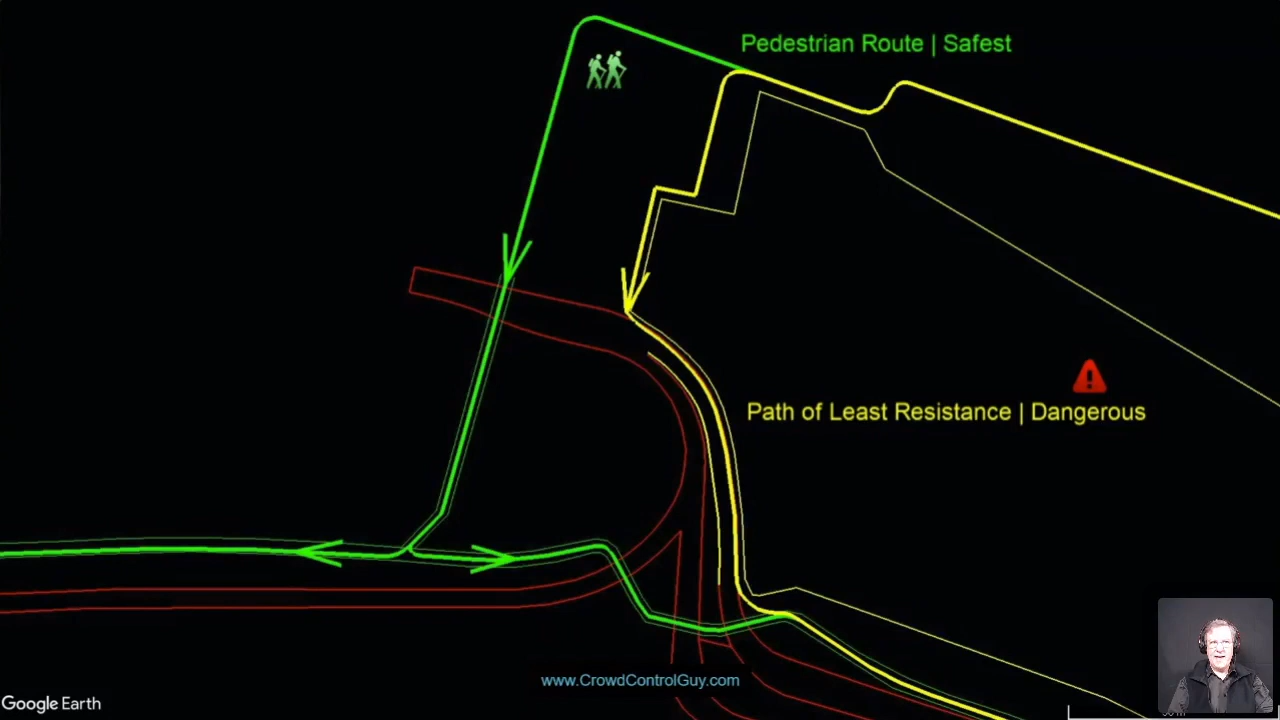 Pedestrian Route | Safest
Path of Least Resistance | Dangerous
www.CrowdControlGuy.com
Google Earth